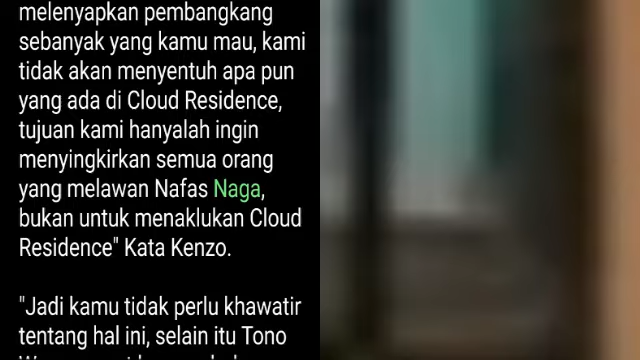 melenyapkan pembangkang
sebanyak yang kamu mau, kami
tidak akan menyentuh apa pun
yang ada di Cloud Residence,
tujuan kami hanyalah ingin
menyingkirkan semua orang
yang melawan Nafas Naga,
bukan untuk menaklukan Cloud
Residence" Kata Kenzo.
"Jadi kamu tidak perlu khawatir
tentang hal ini, selain itu Tono